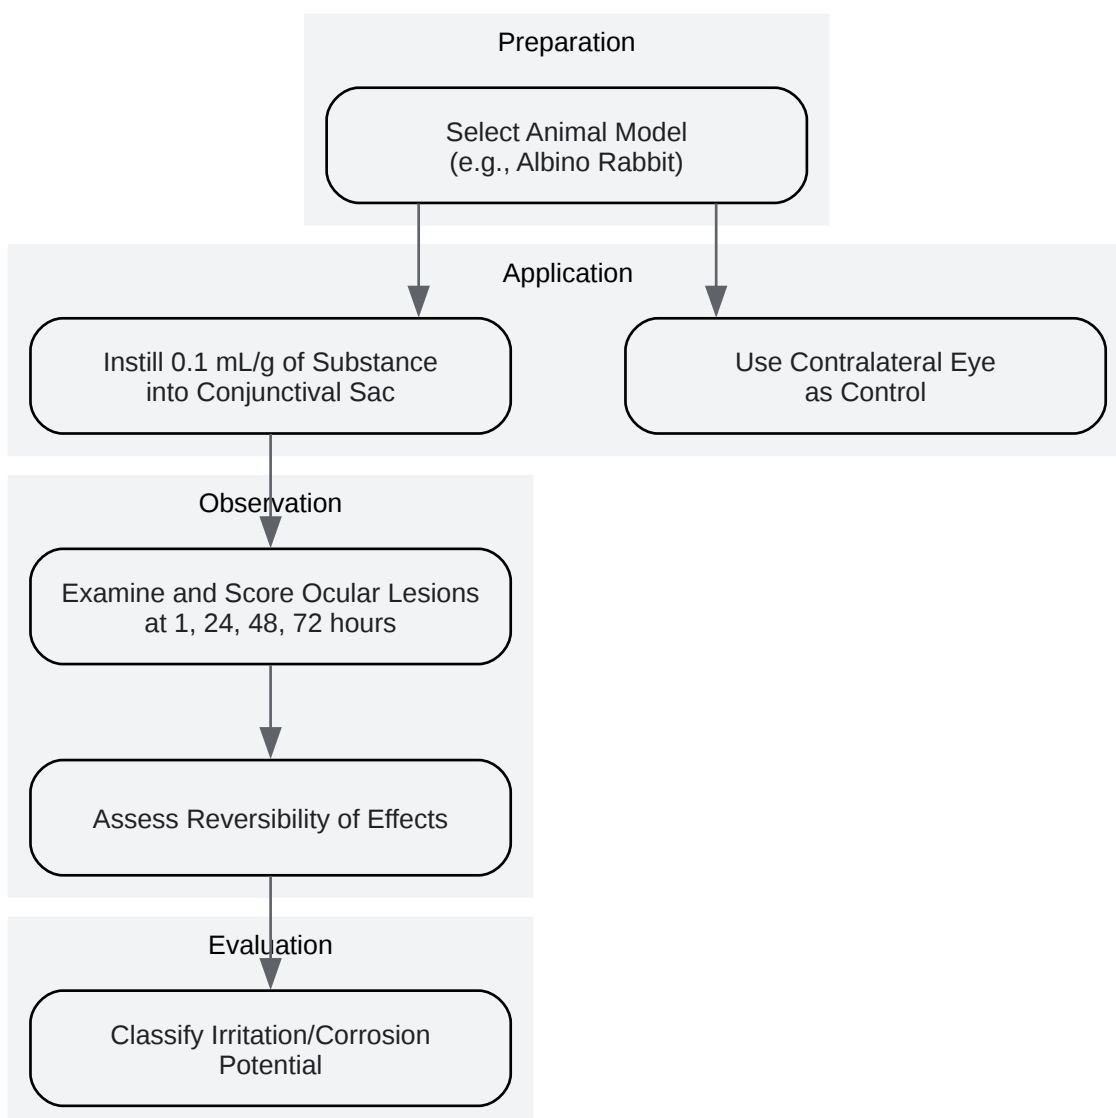 Preparation
Select Animal Model
(e.g., Albino Rabbit)
Application
Instill 0.1 mL/g of Substance
into Conjunctival Sac
Use Contralateral Eye
as Control
Observation
Examine and Score Ocular Lesions
at 1, 24, 48, 72 hours
Assess Reversibility of Effects
Evaluation
Classify Irritation/Corrosion
Potential